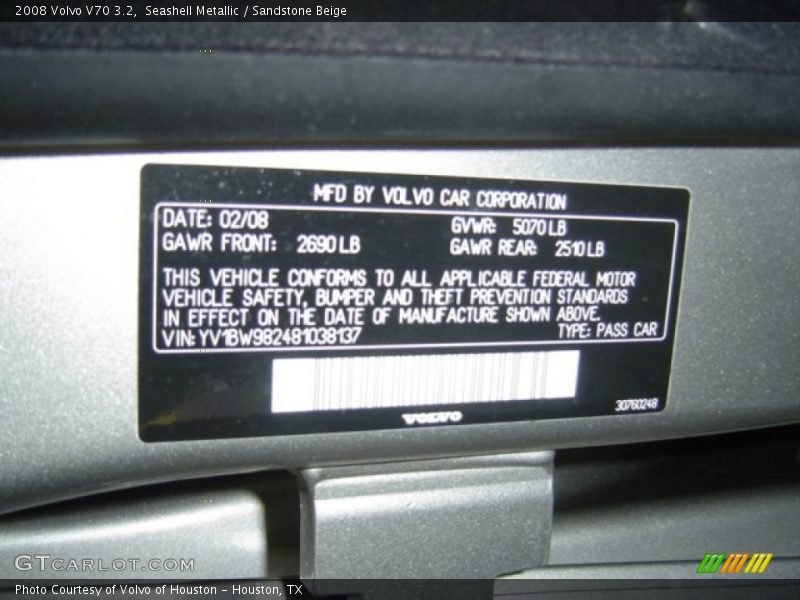 2008 Volvo V70 3.2, Seashell Metallic / Sandstone Beige
MFD BY VOLVO CAR CORPORATION
DATE: 02/08 GVWR: 5070 LB
GAWR FRONT: 2690 LB GAWR REAR: 2510 LB
THIS VEHICLE CONFORMS TO ALL APPLICABLE FEDERAL MOTOR
VEHICLE SAFETY, BUMPER AND THEFT PREVENTION STANDARDS
IN EFFECT ON THE DATE OF MANUFACTURE SHOWN ABOVE.
VIN: YV1BW982481038137 TYPE: PASS CAR
VOLVO 30760248
GTCARLOT.COM
Photo Courtesy of Volvo of Houston - Houston, TX